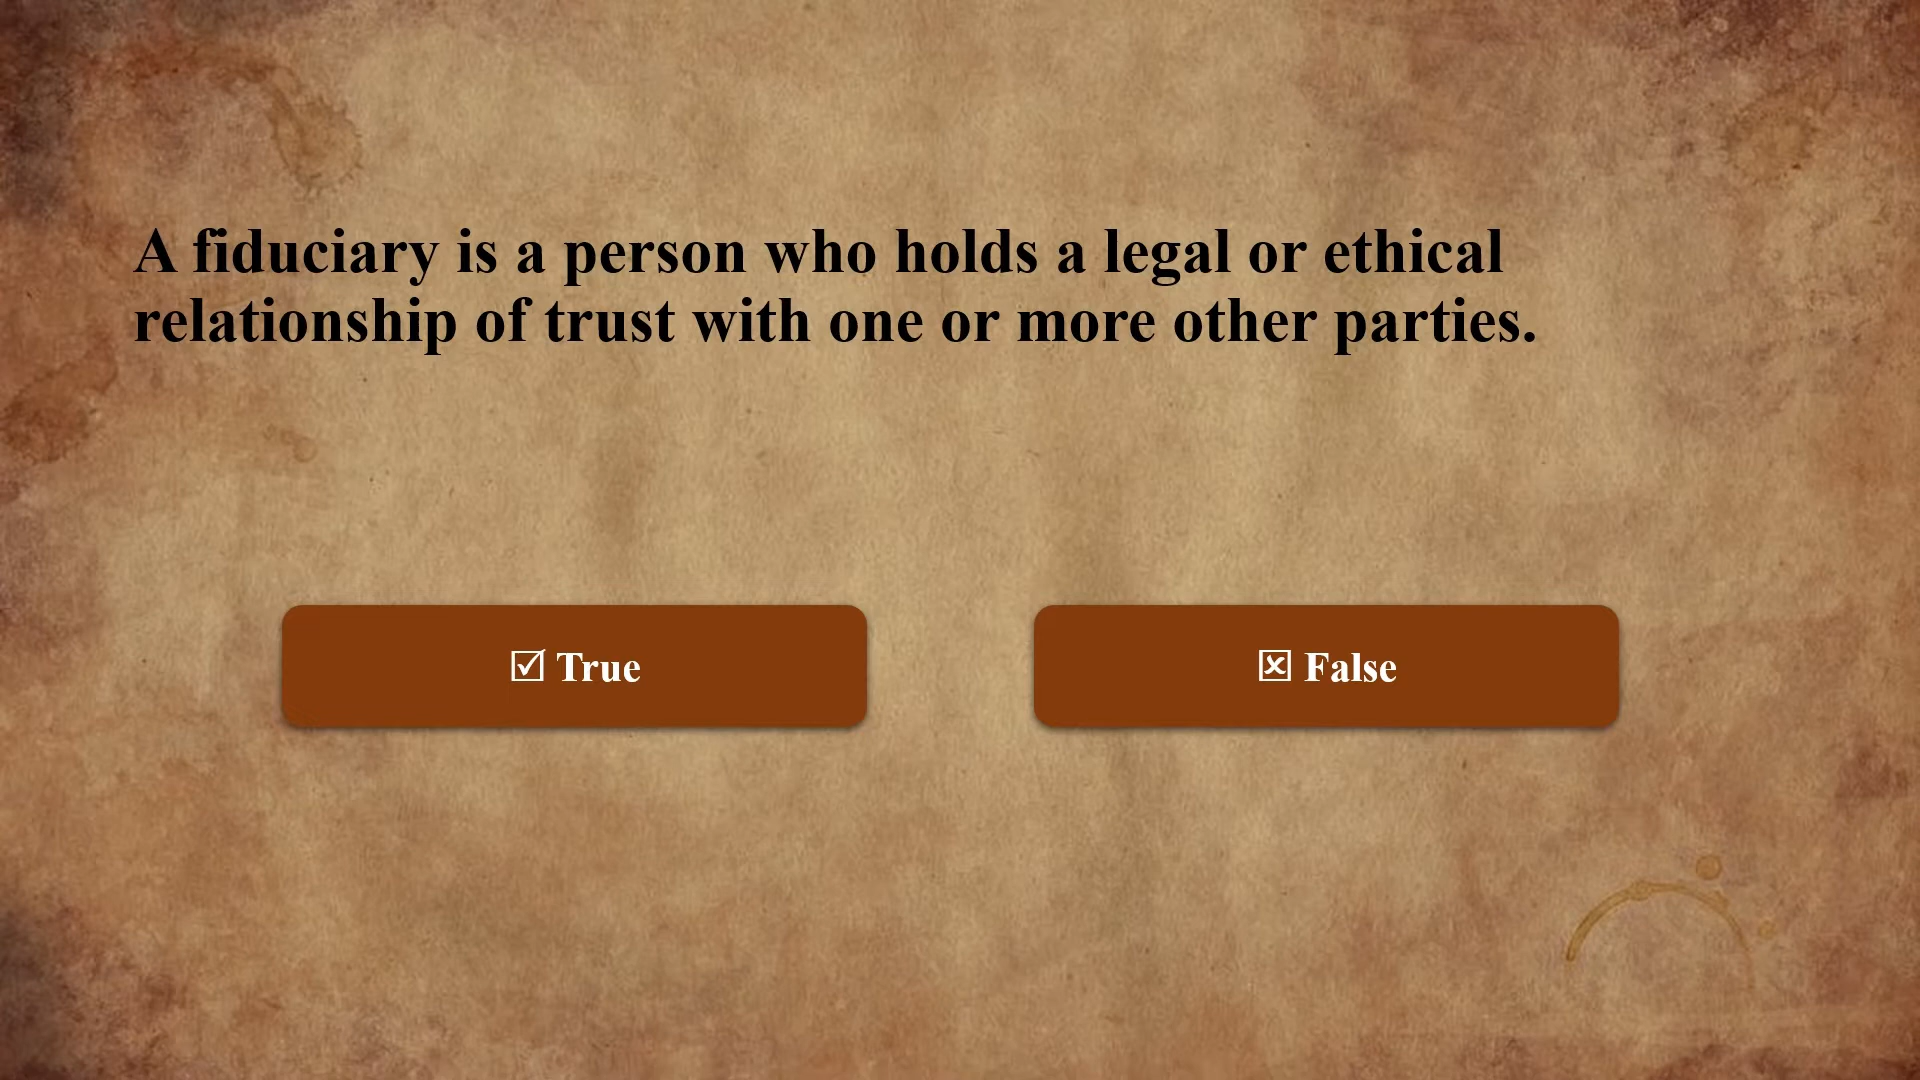 A fiduciary is a person who holds a legal or ethical
relationship of trust with one or more other parties.
☑ True
☒ False